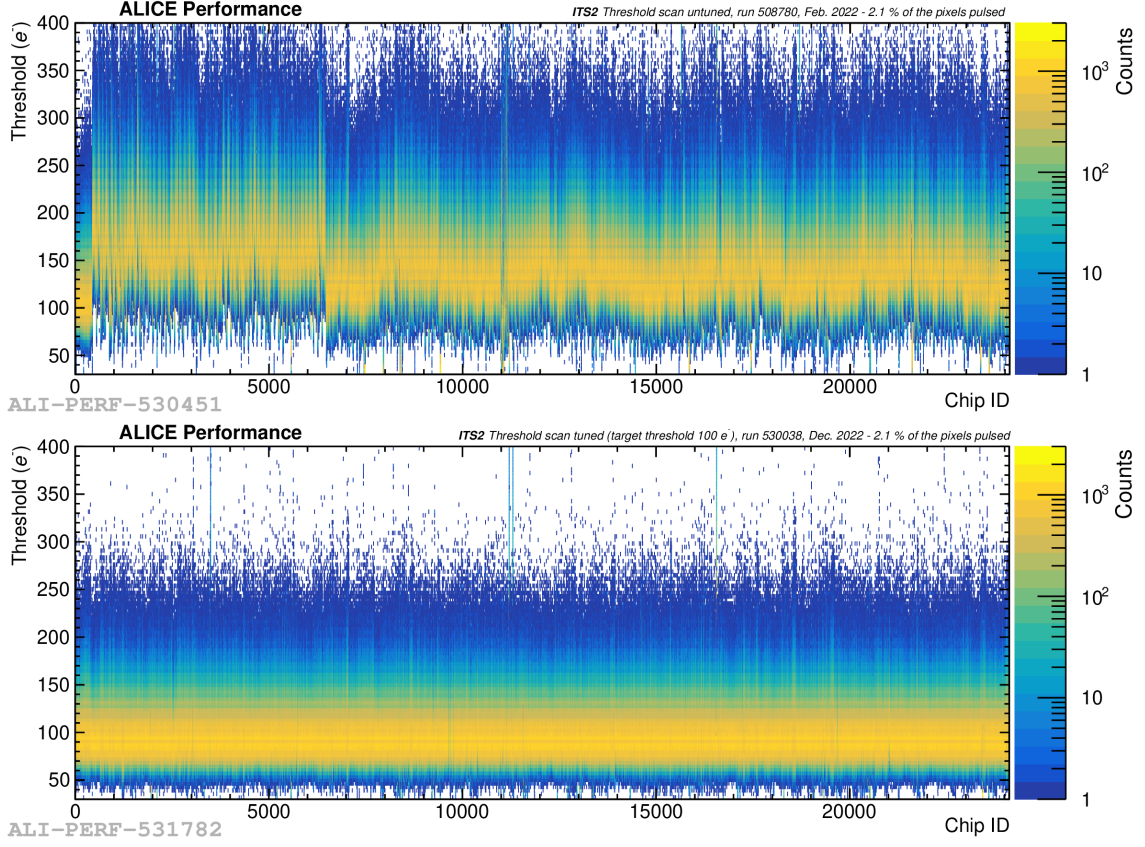 ALICE Performance
ITS2 Threshold scan untuned, run 508780, Feb. 2022 - 2.1 % of the pixels pulsed
Threshold (e⁻)
400
350
300
250
200
150
100
50
0 5000 10000 15000 20000
Chip ID
Counts
10³
10²
10
1
ALI-PERF-530451
ALICE Performance
ITS2 Threshold scan tuned (target threshold 100 e⁻), run 530038, Dec. 2022 - 2.1 % of the pixels pulsed
Threshold (e⁻)
400
350
300
250
200
150
100
50
0 5000 10000 15000 20000
Chip ID
Counts
10³
10²
10
1
ALI-PERF-531782